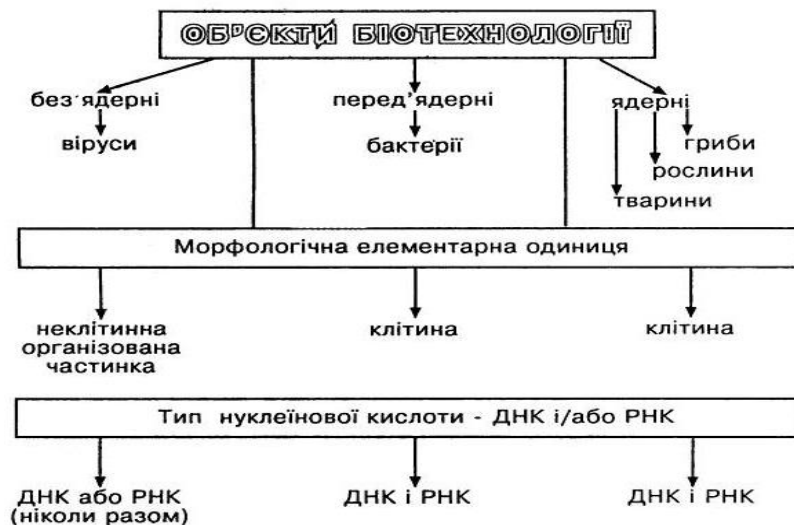 ОБ'ЄКТИ БІОТЕХНОЛОГІЇ
без'ядерні
перед'ядерні
ядерні
віруси
бактерії
гриби
рослини
тварини
Морфологічна елементарна одиниця
неклітинна
організована
частинка
клітина
клітина
Тип нуклеїнової кислоти - ДНК і/або РНК
ДНК або РНК
(ніколи разом)
ДНК і РНК
ДНК і РНК